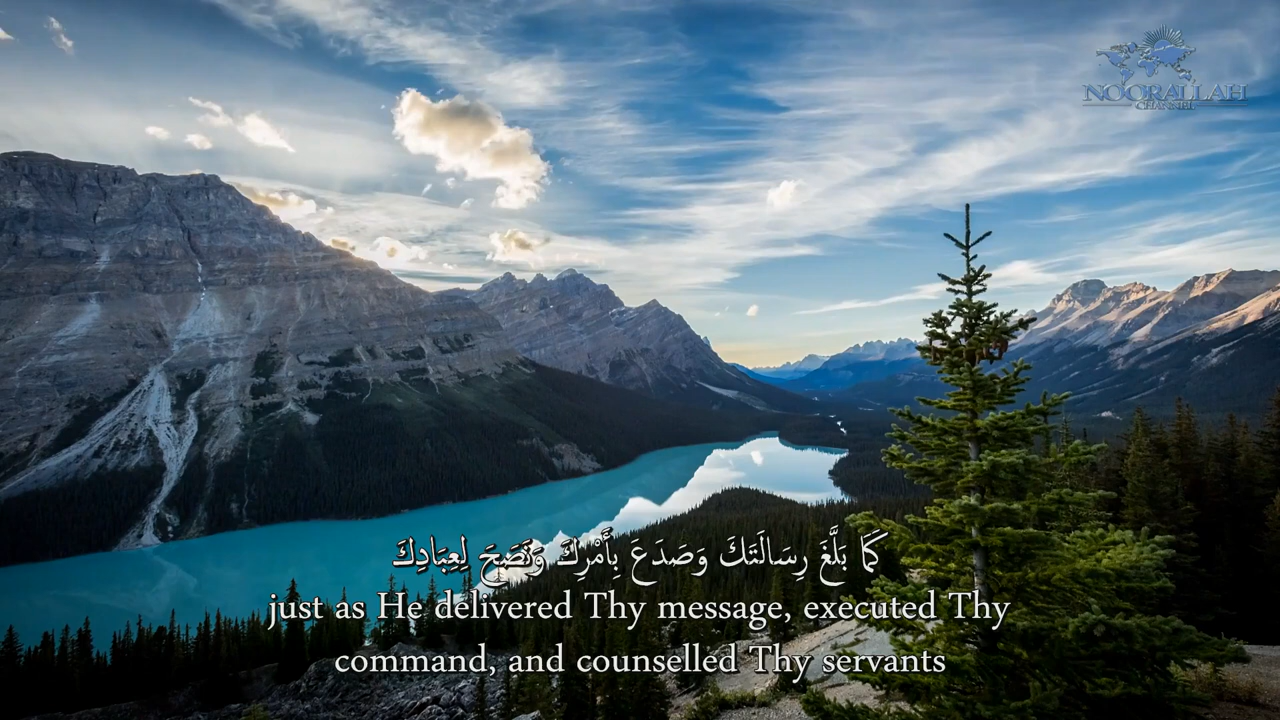 NOORALLAH
CHANNEL
كَمَا بَلَّغَ رِسَالَتَكَ وَصَدَعَ بِأَمْرِكَ وَنَصَحَ لِعِبَادِكَ
just as He delivered Thy message, executed Thy
command, and counselled Thy servants